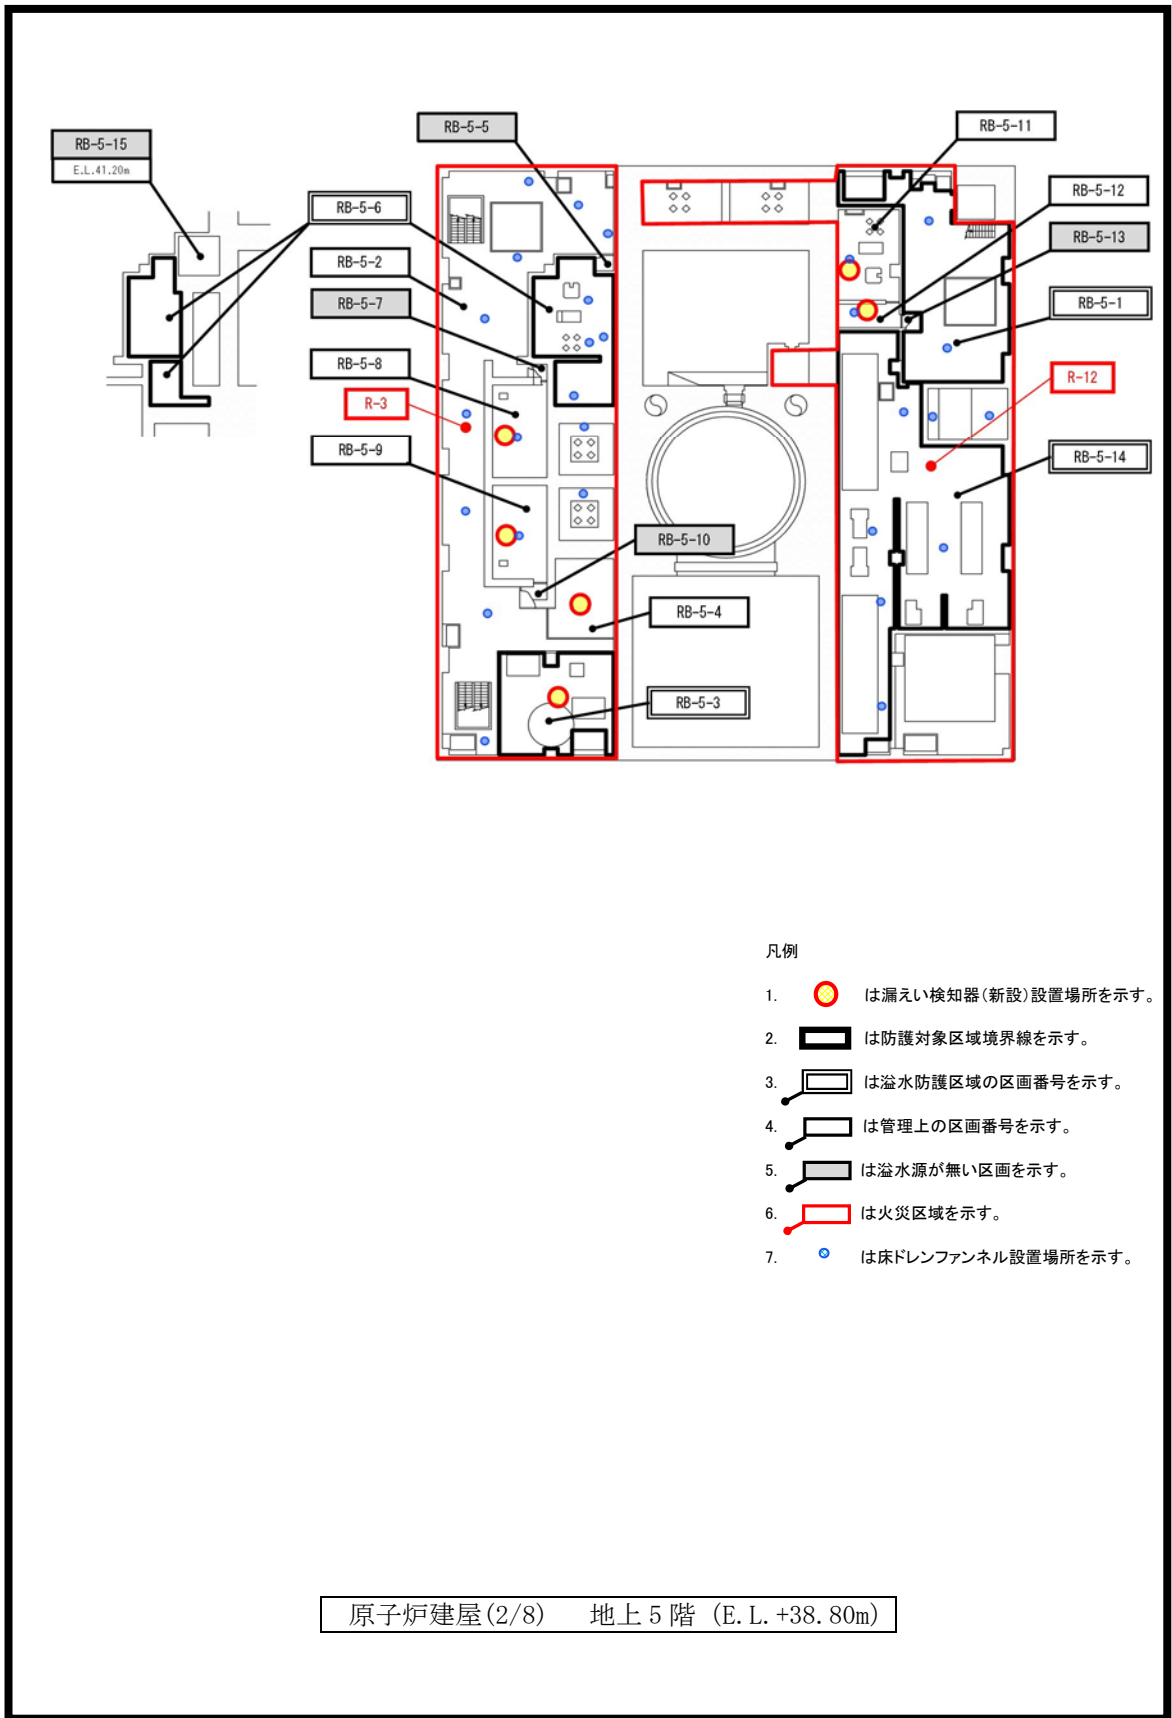 RB-5-15
E.L.41.20m
RB-5-5
RB-5-11
RB-5-6
RB-5-12
RB-5-2
RB-5-13
RB-5-7
RB-5-1
RB-5-8
R-3
R-12
RB-5-9
RB-5-14
RB-5-10
RB-5-4
RB-5-3
凡例
1. は漏えい検知器(新設)設置場所を示す。
2. は防護対象区域境界線を示す。
3. は溢水防護区域の区画番号を示す。
4. は管理上の区画番号を示す。
5. は溢水源が無い区画を示す。
6. は火災区域を示す。
7. は床ドレンファンネル設置場所を示す。
原子炉建屋(2/8) 地上5階 (E.L.+38.80m)